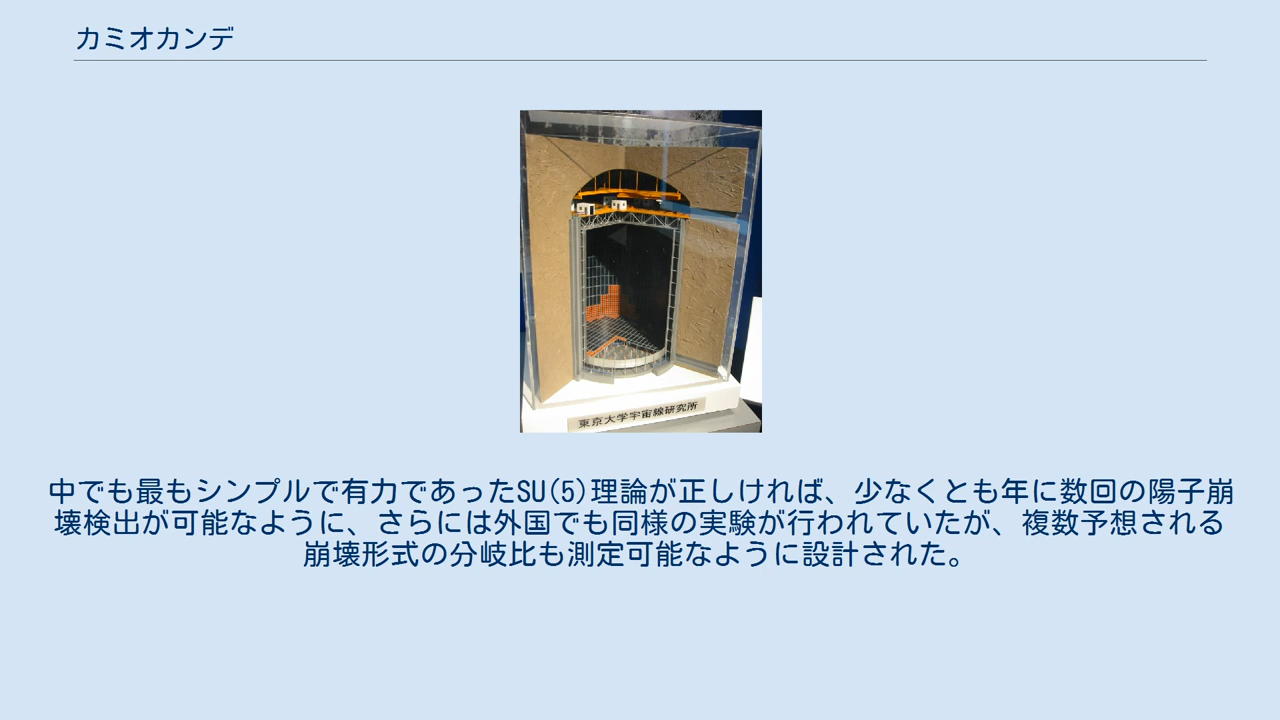 カミオカンデ
東京大学宇宙線研究所
中でも最もシンプルで有力であったSU(5)理論が正しければ、少なくとも年に数回の陽子崩
壊検出が可能なように、さらには外国でも同様の実験が行われていたが、複数予想される
崩壊形式の分岐比も測定可能なように設計された。